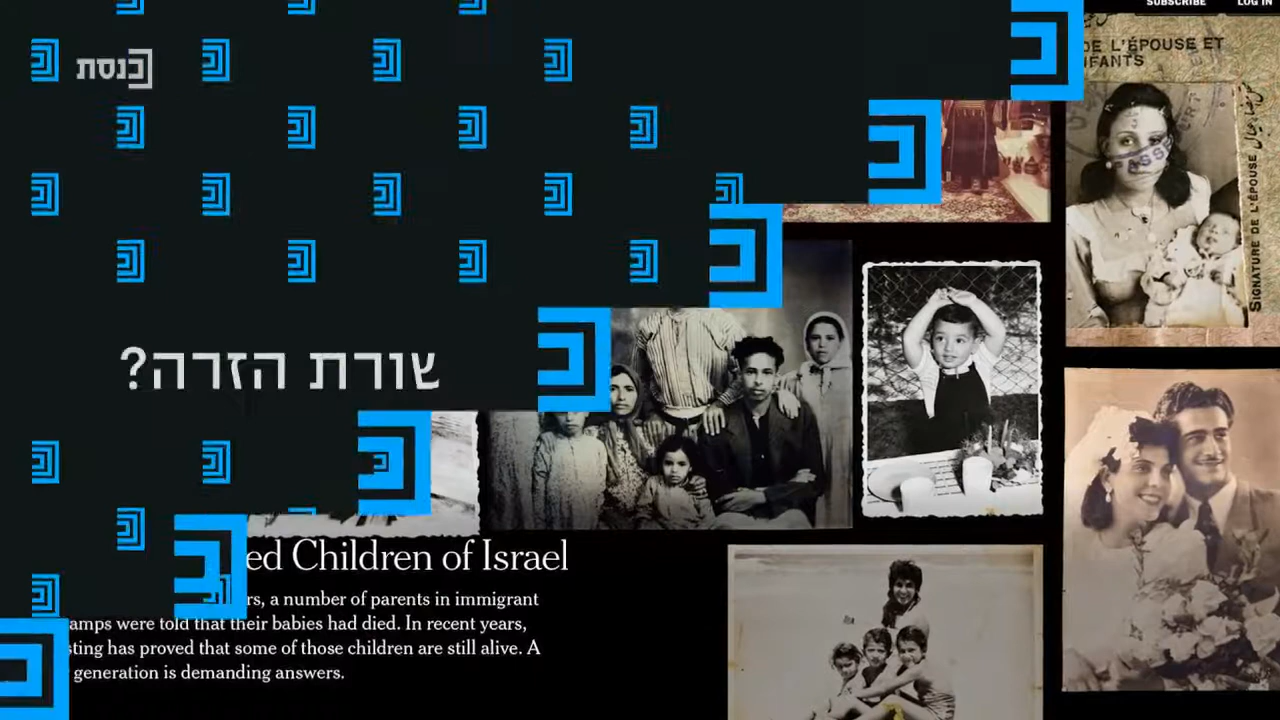 SUBSCRIBE LOG IN
כנסת
DE L'ÉPOUSE ET
NFANTS
SIGNATURE DE L'ÉPOUSE
שורת הזרה?
ed Children of Israel
rs, a number of parents in immigrant
amps were told that their babies had died. In recent years,
sting has proved that some of those children are still alive. A
generation is demanding answers.